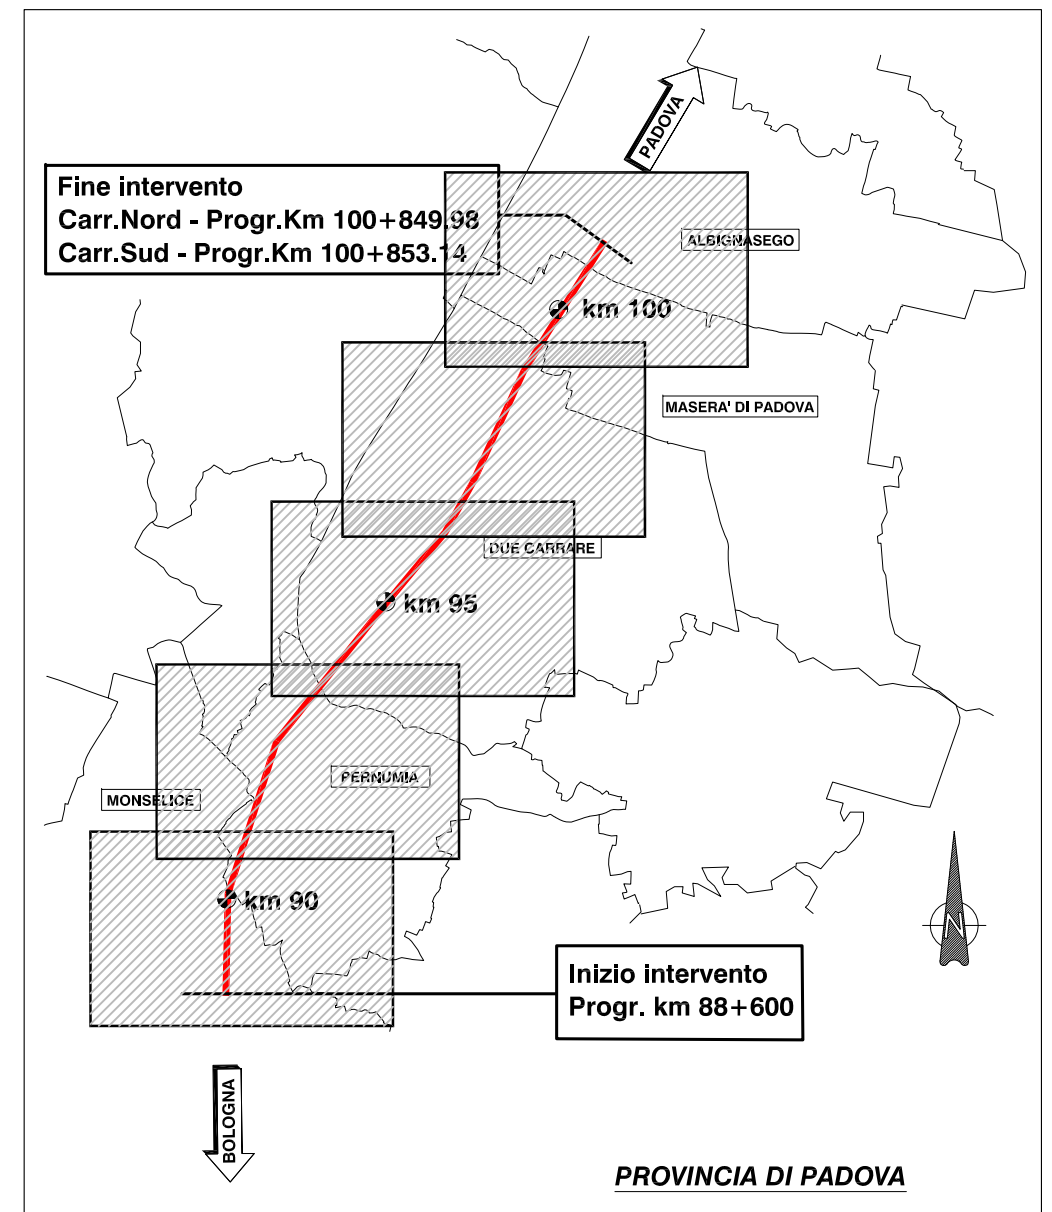 PADOVA
Fine intervento
Carr.Nord - Progr.Km 100+849.98
Carr.Sud - Progr.Km 100+853.14
ALBIGNASEGO
km 100
MASERA' DI PADOVA
DUE CARRARE
km 95
PERNUMIA
MONSELICE
km 90
N
Inizio intervento
Progr. km 88+600
BOLOGNA
PROVINCIA DI PADOVA